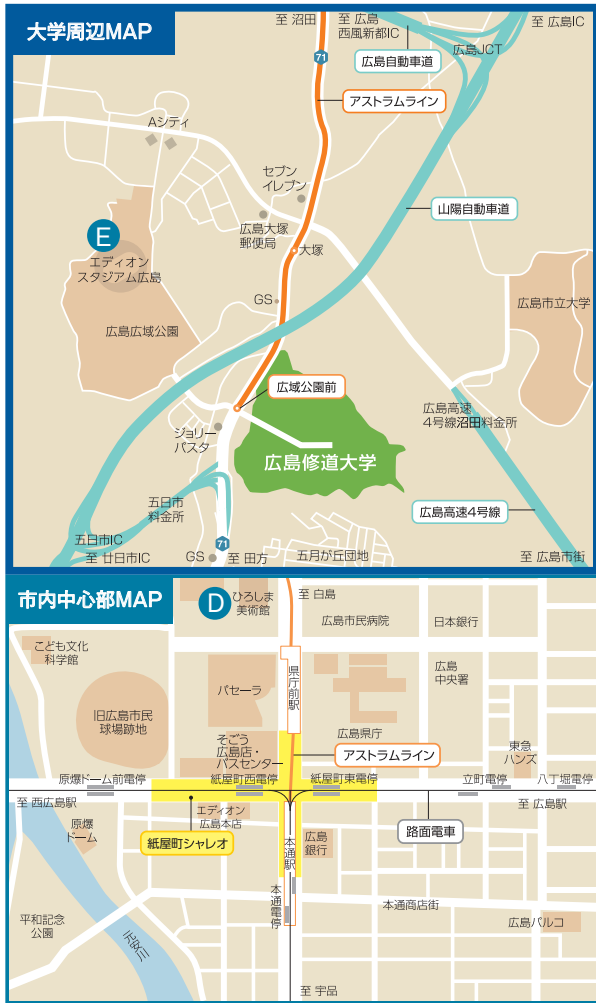 大学周辺MAP
至 沼田
至 広島
西風新都IC
至 広島IC
71
広島JCT
広島自動車道
アストラムライン
Aシティ
セブン
イレブン
山陽自動車道
広島大塚
郵便局
E
大塚
エディオン
スタジアム広島
GS
広島市立大学
広島広域公園
広域公園前
広島高速
4号線沼田料金所
ジョリー
パスタ
広島修道大学
五日市
料金所
広島高速4号線
五日市IC
71
至 廿日市IC
GS
至 田方
五月が丘団地
至 広島市街
市内中心部MAP
D
ひろしま
美術館
至 白島
広島市民病院
日本銀行
こども文化
科学館
県庁前駅
広島
中央署
パセーラ
旧広島市民
球場跡地
そごう
広島店・
バスセンター
広島県庁
アストラムライン
東急
ハンズ
原爆ドーム前電停
紙屋町西電停
紙屋町東電停
立町電停
八丁堀電停
至 西広島駅
至 広島駅
エディオン
広島本店
原爆
ドーム
紙屋町シャレオ
本通駅
広島
銀行
路面電車
本通電停
本通商店街
平和記念
公園
元安川
広島パルコ
至 宇品